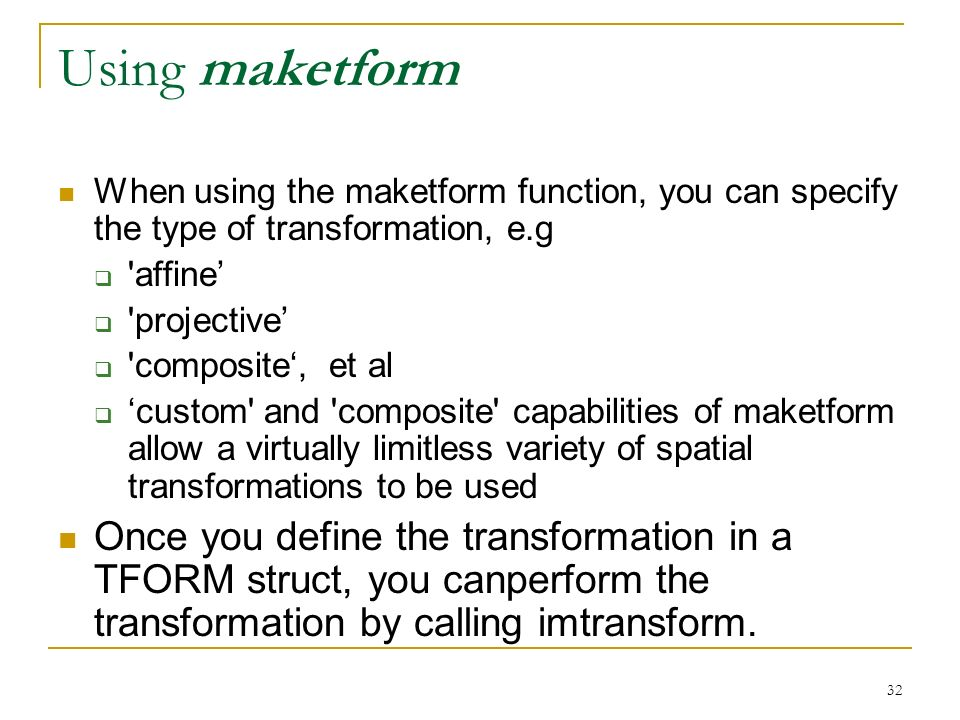 Using maketform
When using the maketform function, you can specify
the type of transformation, e.g
'affine’
'projective’
'composite‘, et al
‘custom' and 'composite' capabilities of maketform
allow a virtually limitless variety of spatial
transformations to be used
Once you define the transformation in a
TFORM struct, you canperform the
transformation by calling imtransform.
32